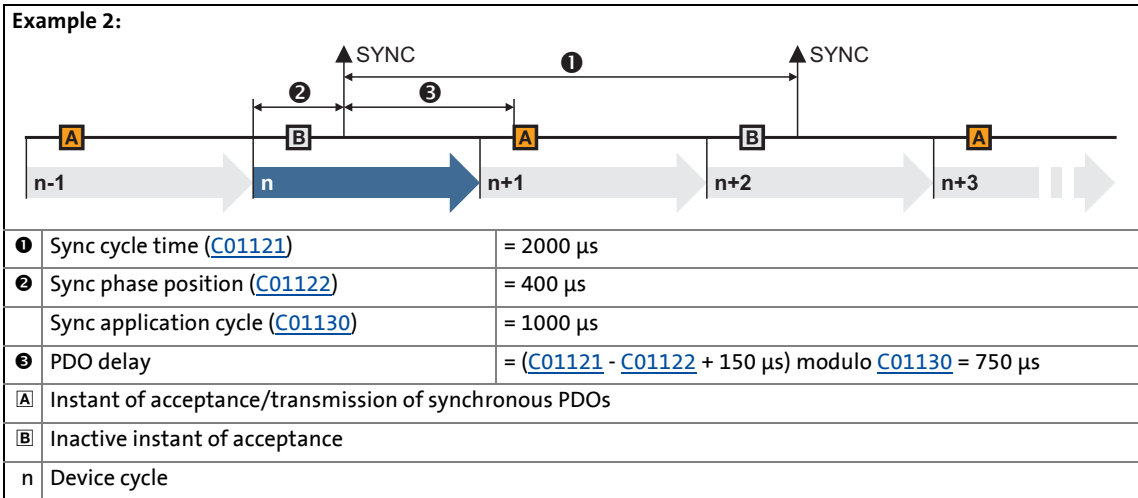 Example 2:
SYNC
❶
SYNC
❷
❸
A
B
A
B
A
n-1
n
n+1
n+2
n+3
❶ Sync cycle time (C01121) = 2000 µs
❷ Sync phase position (C01122) = 400 µs
Sync application cycle (C01130) = 1000 µs
❸ PDO delay = (C01121 - C01122 + 150 µs) modulo C01130 = 750 µs
A Instant of acceptance/transmission of synchronous PDOs
B Inactive instant of acceptance
n Device cycle